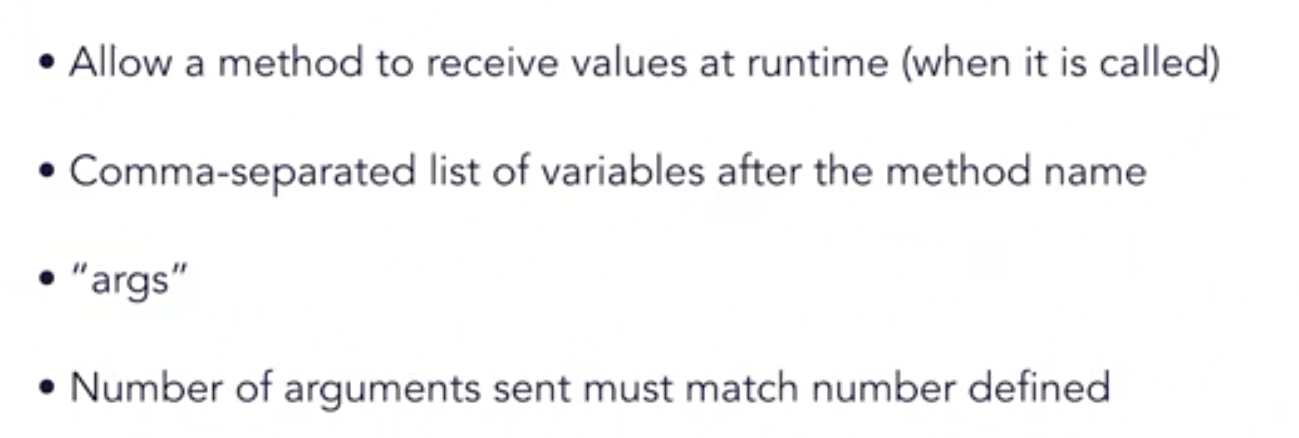 • Allow a method to receive values at runtime (when it is called)
• Comma-separated list of variables after the method name
• “args”
• Number of arguments sent must match number defined